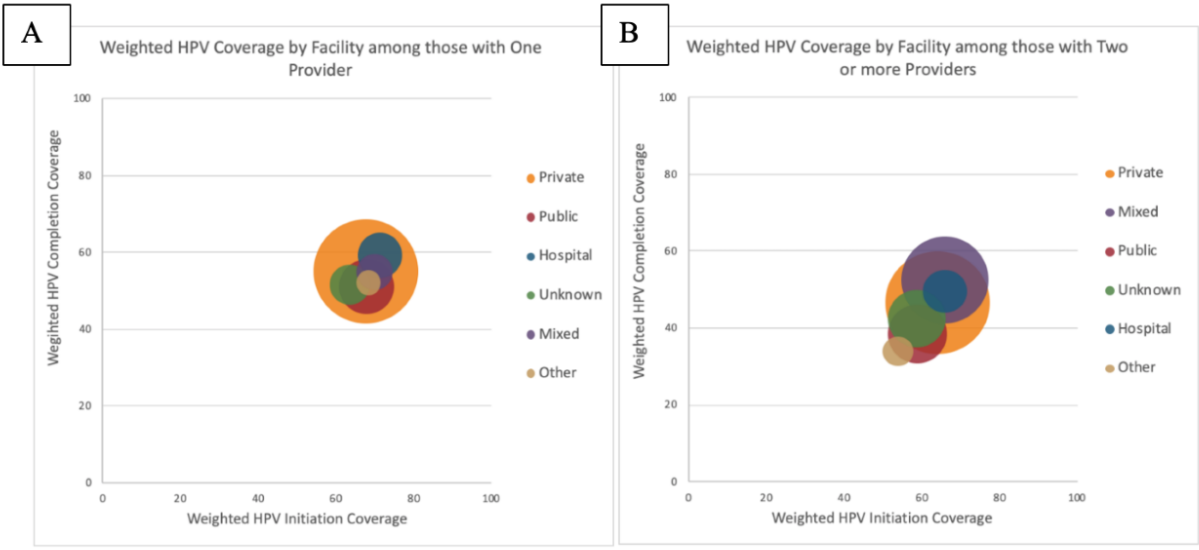 A
Weighted HPV Coverage by Facility among those with One
Provider
Wegihted HPV Completion Coverage
100
80
60
40
20
0
0 20 40 60 80 100
Weighted HPV Initiation Coverage
Private
Public
Hospital
Unknown
Mixed
Other
B
Weighted HPV Coverage by Facility among those with Two
or more Providers
Weighted HPV Completion Coverage
100
80
60
40
20
0
0 20 40 60 80 100
Weighted HPV Initiation Coverage
Private
Mixed
Public
Unknown
Hospital
Other